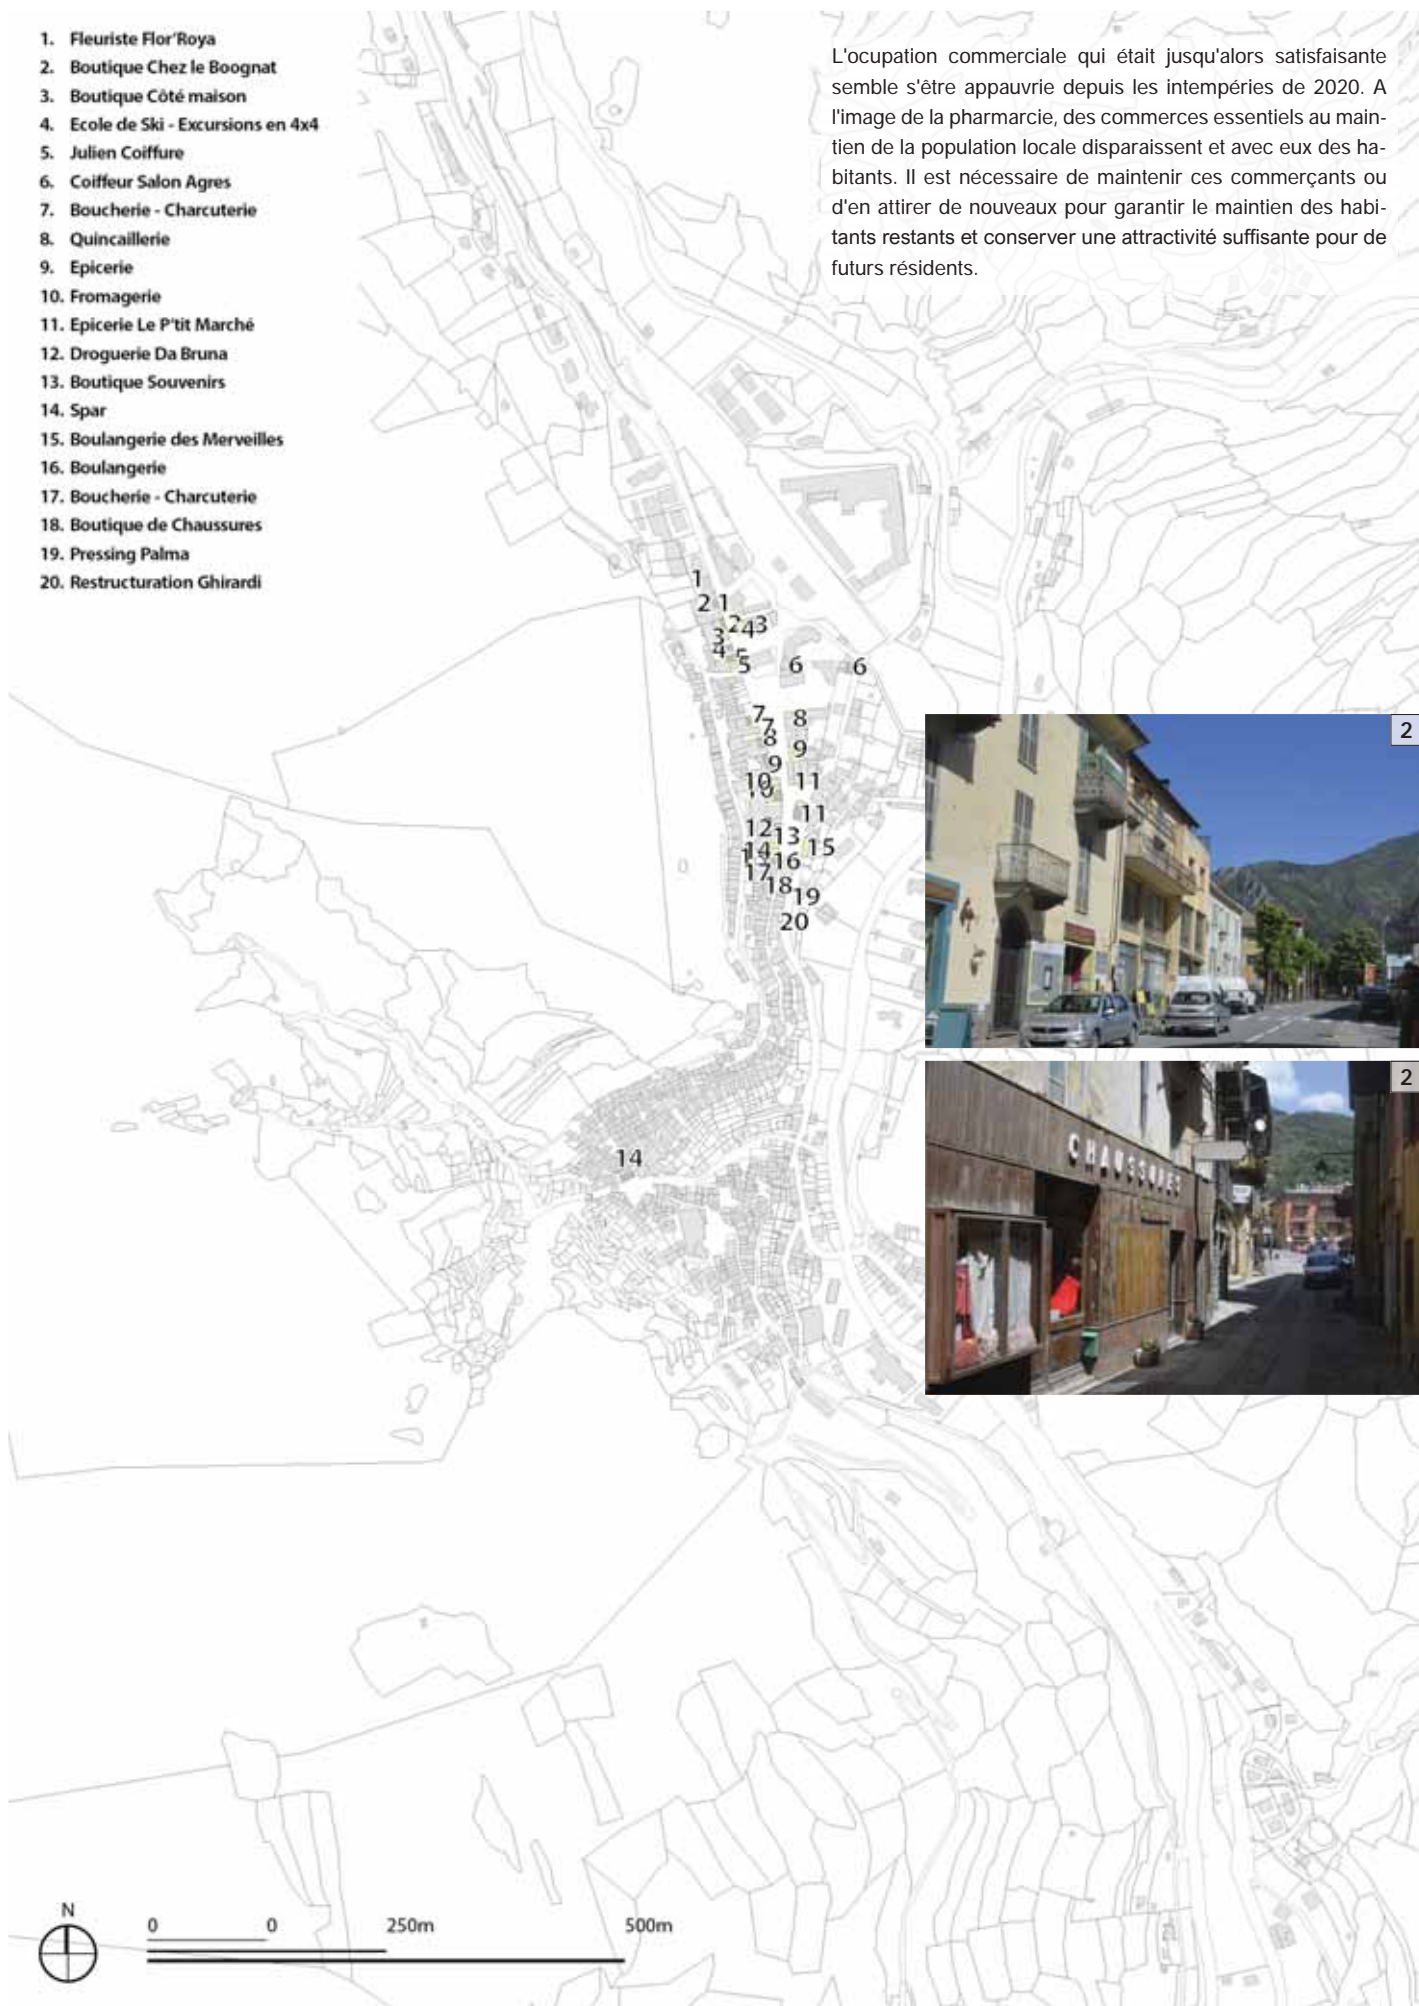 1. Fleuriste Flor'Roya
2. Boutique Chez le Boognat
3. Boutique Côté maison
4. Ecole de Ski - Excursions en 4x4
5. Julien Coiffure
6. Coiffeur Salon Agres
7. Boucherie - Charcuterie
8. Quincaillerie
9. Epicerie
10. Fromagerie
11. Epicerie Le P'tit Marché
12. Droguerie Da Bruna
13. Boutique Souvenirs
14. Spar
15. Boulangerie des Merveilles
16. Boulangerie
17. Boucherie - Charcuterie
18. Boutique de Chaussures
19. Pressing Palma
20. Restructuration Ghirardi
L'ocupation commerciale qui était jusqu'alors satisfaisante
semble s'être appauvrie depuis les intempéries de 2020. A
l'image de la pharmarcie, des commerces essentiels au main-
tien de la population locale disparaissent et avec eux des ha-
bitants. Il est nécessaire de maintenir ces commerçants ou
d'en attirer de nouveaux pour garantir le maintien des habi-
tants restants et conserver une attractivité suffisante pour de
futurs résidents.
1
2 1
2 4 3
3
4 5
5 6 6
7 8
7
8
9
9
10 11
10
11
12 13
14 15
16
17
18
19
20
14
2
2
CHAUSSURES
N
0 0 250m 500m